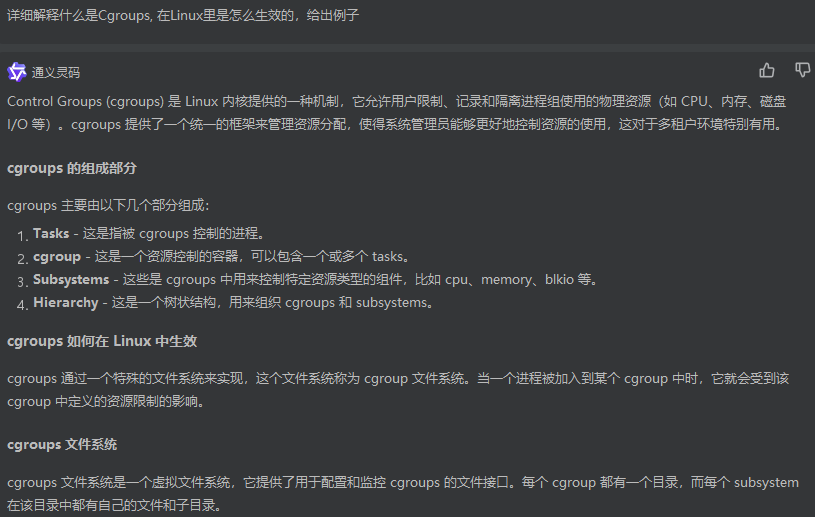 详细解释什么是Cgroups, 在Linux里是怎么生效的，给出例子
通义灵码
Control Groups (cgroups) 是 Linux 内核提供的一种机制，它允许用户限制、记录和隔离进程组使用的物理资源（如 CPU、内存、磁盘
I/O 等）。cgroups 提供了一个统一的框架来管理资源分配，使得系统管理员能够更好地控制资源的使用，这对于多租户环境特别有用。
cgroups 的组成部分
cgroups 主要由以下几个部分组成：
1. Tasks - 这是指被 cgroups 控制的进程。
2. cgroup - 这是一个资源控制的容器，可以包含一个或多个 tasks。
3. Subsystems - 这些是 cgroups 中用来控制特定资源类型的组件，比如 cpu、memory、blkio 等。
4. Hierarchy - 这是一个树状结构，用来组织 cgroups 和 subsystems。
cgroups 如何在 Linux 中生效
cgroups 通过一个特殊的文件系统来实现，这个文件系统称为 cgroup 文件系统。当一个进程被加入到某个 cgroup 中时，它就会受到该
cgroup 中定义的资源限制的影响。
cgroups 文件系统
cgroups 文件系统是一个虚拟文件系统，它提供了用于配置和监控 cgroups 的文件接口。每个 cgroup 都有一个目录，而每个 subsystem
在该目录中都有自己的文件和子目录。